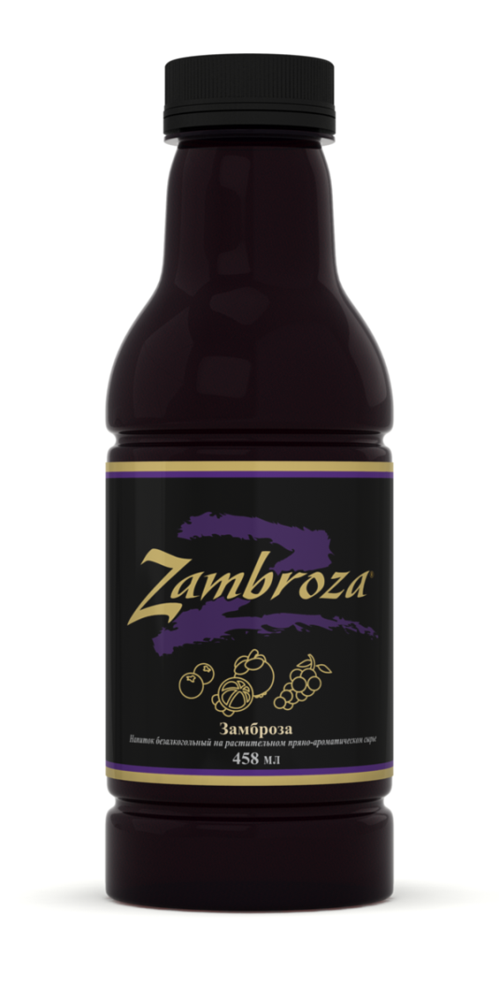 Zambroza®
Замброза
Напиток безалкогольный на растительном пряно-ароматическом сырье
458 мл